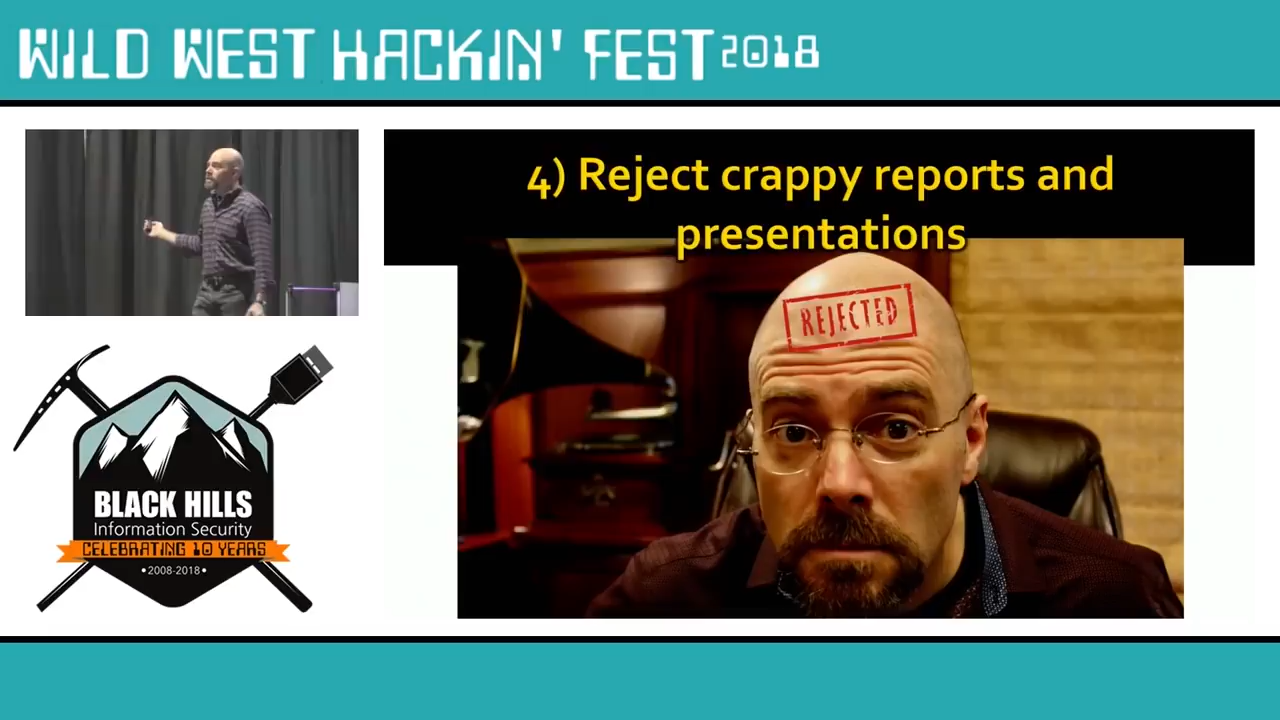 WILD WEST HACKIN' FEST 2018
4) Reject crappy reports and
presentations
REJECTED
BLACK HILLS
Information Security
CELEBRATING 10 YEARS
•2008-2018•